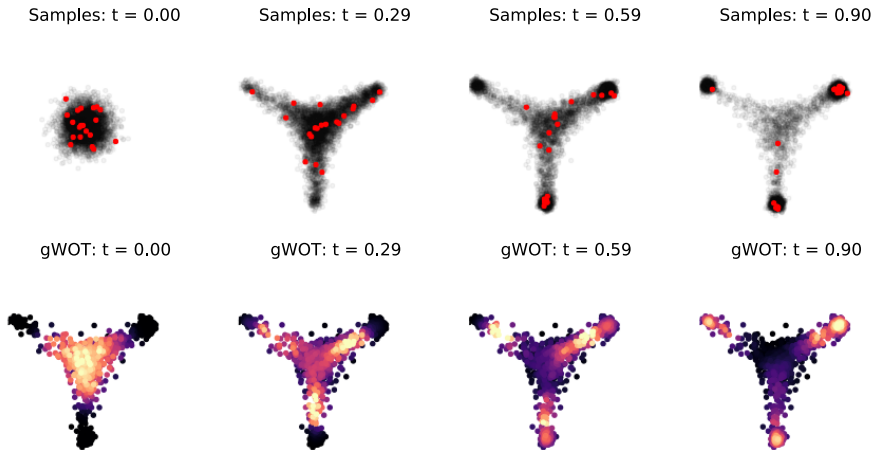 Samples: t = 0.00
Samples: t = 0.29
Samples: t = 0.59
Samples: t = 0.90
gWOT: t = 0.00
gWOT: t = 0.29
gWOT: t = 0.59
gWOT: t = 0.90